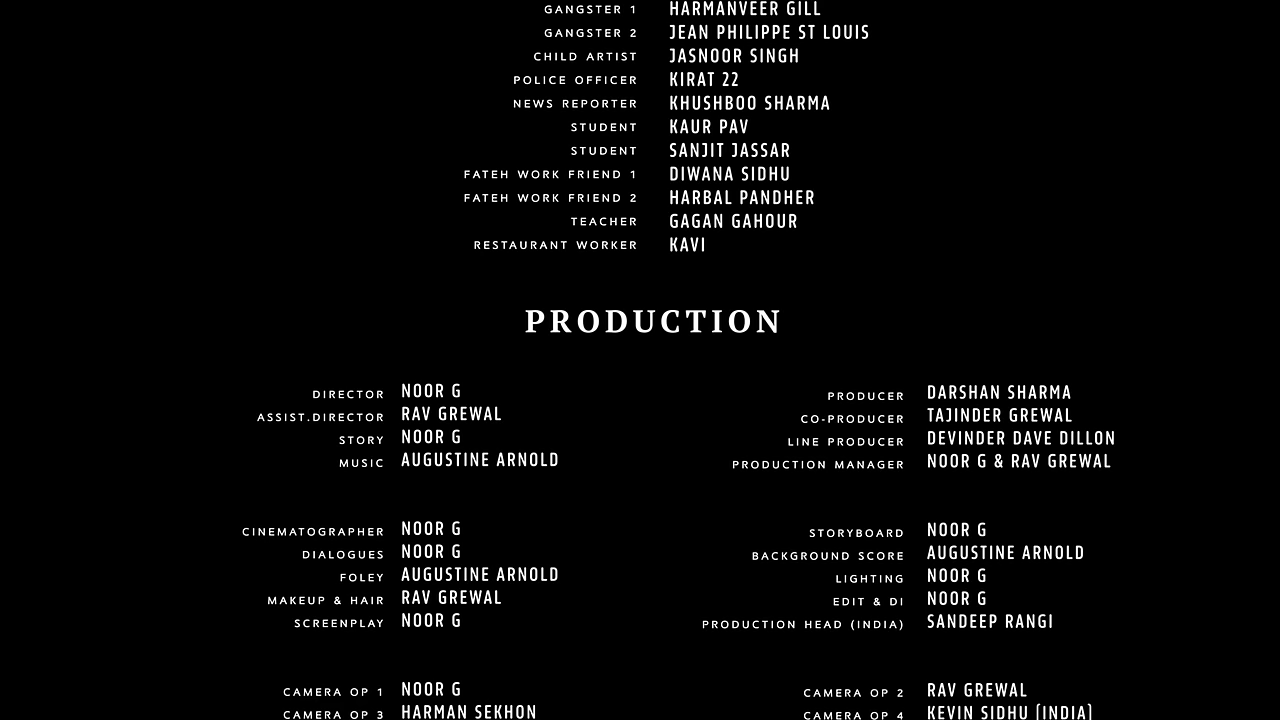 GANGSTER 1 HARMANVEER GILL
GANGSTER 2 JEAN PHILIPPE ST LOUIS
CHILD ARTIST JASNOOR SINGH
POLICE OFFICER KIRAT 22
NEWS REPORTER KHUSHBOO SHARMA
STUDENT KAUR PAV
STUDENT SANJIT JASSAR
FATEH WORK FRIEND 1 DIWANA SIDHU
FATEH WORK FRIEND 2 HARBAL PANDHER
TEACHER GAGAN GAHOUR
RESTAURANT WORKER KAVI
PRODUCTION
DIRECTOR NOOR G
ASSIST.DIRECTOR RAV GREWAL
STORY NOOR G
MUSIC AUGUSTINE ARNOLD
PRODUCER DARSHAN SHARMA
CO-PRODUCER TAJINDER GREWAL
LINE PRODUCER DEVINDER DAVE DILLON
PRODUCTION MANAGER NOOR G & RAV GREWAL
CINEMATOGRAPHER NOOR G
DIALOGUES NOOR G
FOLEY AUGUSTINE ARNOLD
MAKEUP & HAIR RAV GREWAL
SCREENPLAY NOOR G
STORYBOARD NOOR G
BACKGROUND SCORE AUGUSTINE ARNOLD
LIGHTING NOOR G
EDIT & DI NOOR G
PRODUCTION HEAD (INDIA) SANDEEP RANGI
CAMERA OP 1 NOOR G
CAMERA OP 3 HARMAN SEKHON
CAMERA OP 2 RAV GREWAL
CAMERA OP 4 KEVIN SIDHU (INDIA)